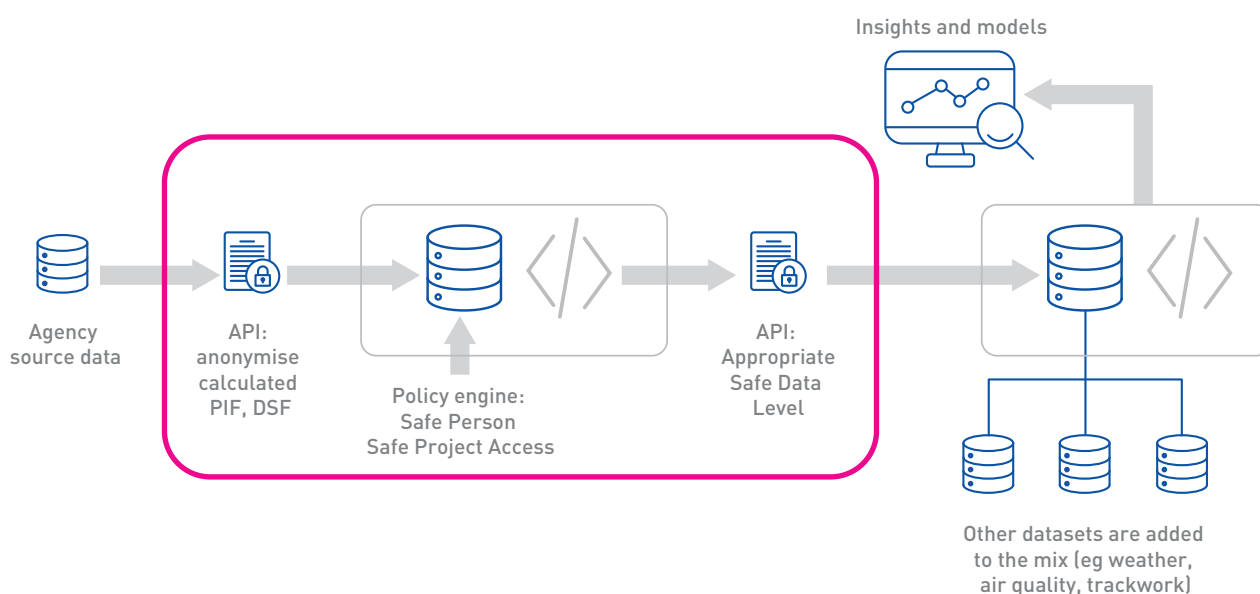 Insights and models
Agency
source data
API:
anonymise
calculated
PIF, DSF
Policy engine:
Safe Person
Safe Project Access
API:
Appropriate
Safe Data
Level
Other datasets are added
to the mix (eg weather,
air quality, trackwork)